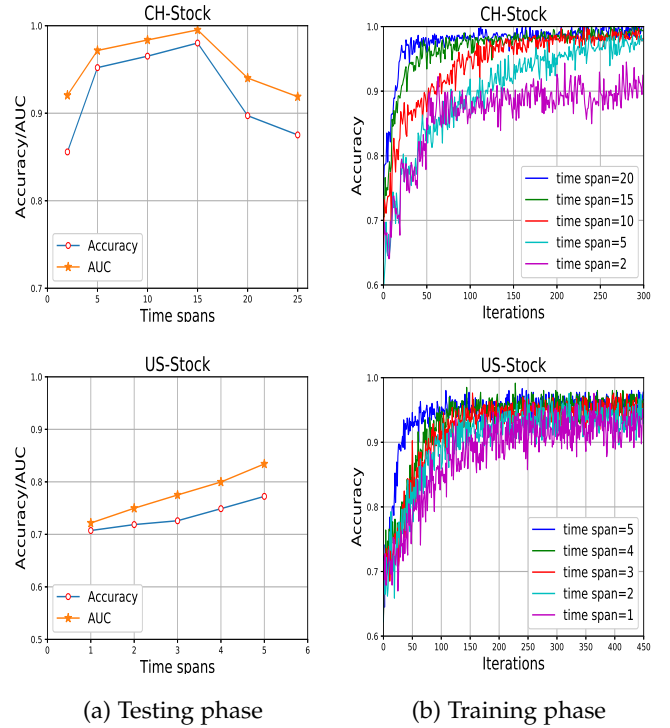 CH-Stock
1.0
0.9
0.8
0.7
Accuracy/AUC
Accuracy
AUC
0 5 10 15 20 25
Time spans
CH-Stock
1.0
0.9
0.8
0.7
0.6
Accuracy
time span=20
time span=15
time span=10
time span=5
time span=2
0 50 100 150 200 250 300
Iterations
US-Stock
1.0
0.9
0.8
0.7
0.6
0.5
Accuracy/AUC
Accuracy
AUC
0 1 2 3 4 5 6
Time spans
US-Stock
1.0
0.9
0.8
0.7
0.6
Accuracy
time span=5
time span=4
time span=3
time span=2
time span=1
0 50 100 150 200 250 300 350 400 450
Iterations
(a) Testing phase
(b) Training phase